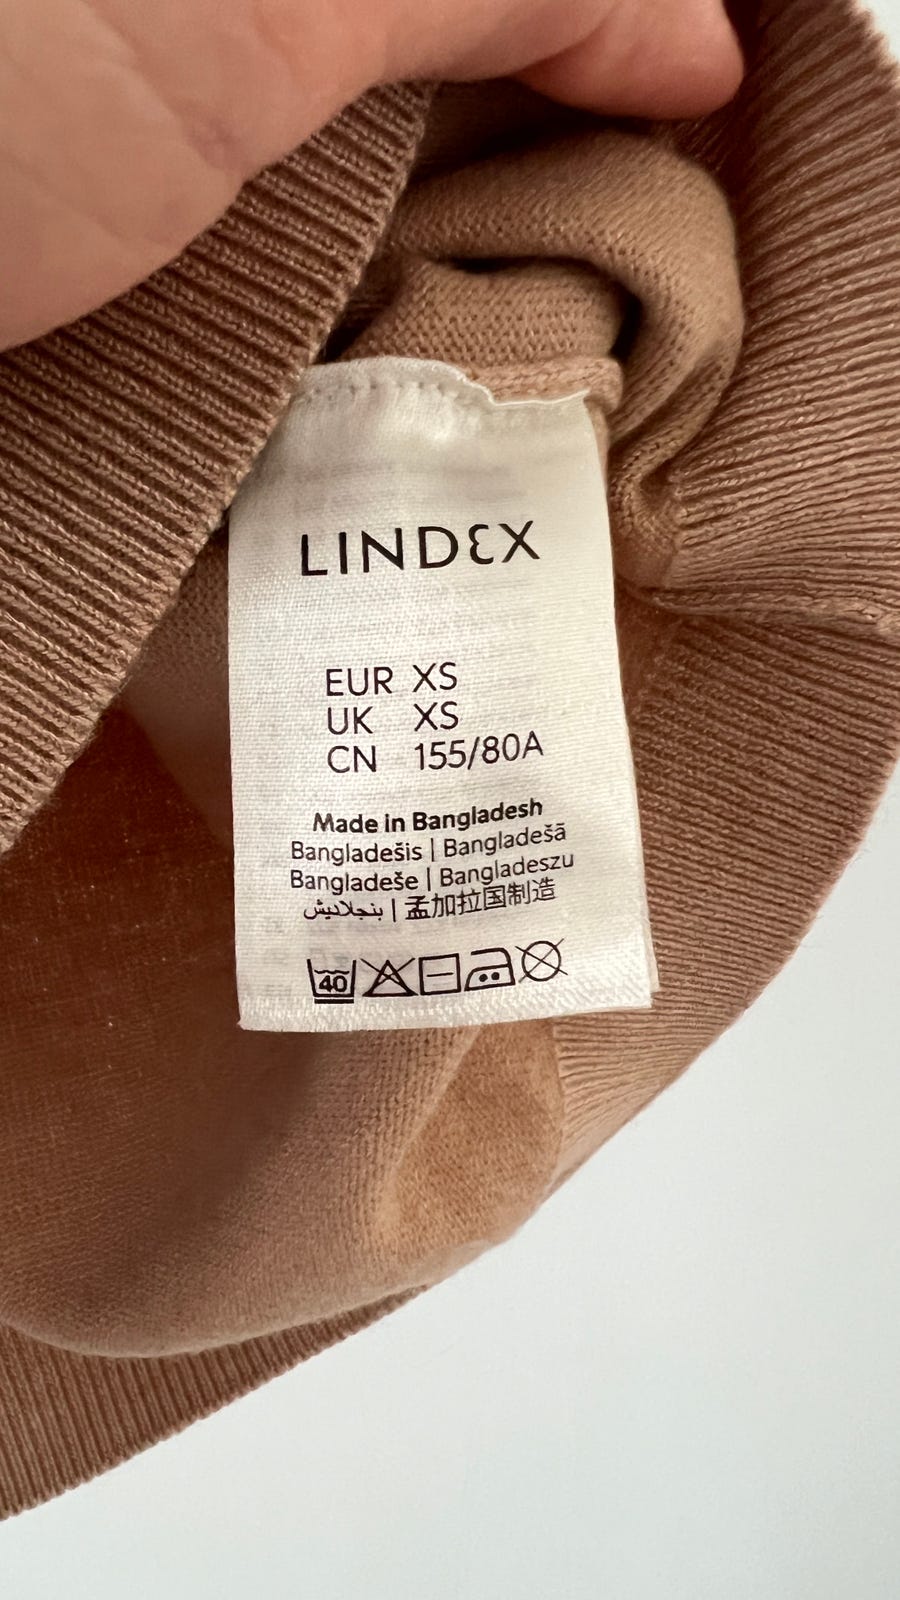 LINDEX
EUR XS
UK XS
CN 155/80A
Made in Bangladesh
Bangladešis | Bangladešā
Bangladeše | Bangladeszu
بنجلاديش | 孟加拉国制造
40